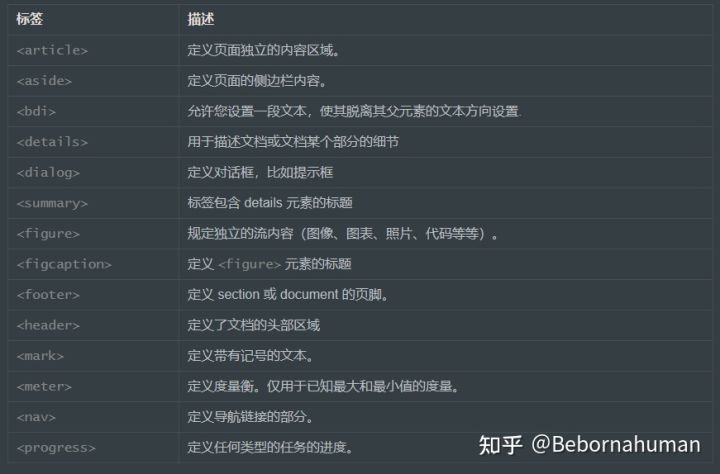 标签 描述
<article> 定义页面独立的内容区域。
<aside> 定义页面的侧边栏内容。
<bdi> 允许您设置一段文本，使其脱离其父元素的文本方向设置.
<details> 用于描述文档或文档某个部分的细节
<dialog> 定义对话框，比如提示框
<summary> 标签包含 details 元素的标题
<figure> 规定独立的流内容（图像、图表、照片、代码等等）。
<figcaption> 定义 <figure> 元素的标题
<footer> 定义 section 或 document 的页脚。
<header> 定义了文档的头部区域
<mark> 定义带有记号的文本。
<meter> 定义度量衡。仅用于已知最大和最小值的度量。
<nav> 定义导航链接的部分。
<progress> 定义任何类型的任务的进度。
知乎 @Bebornahuman